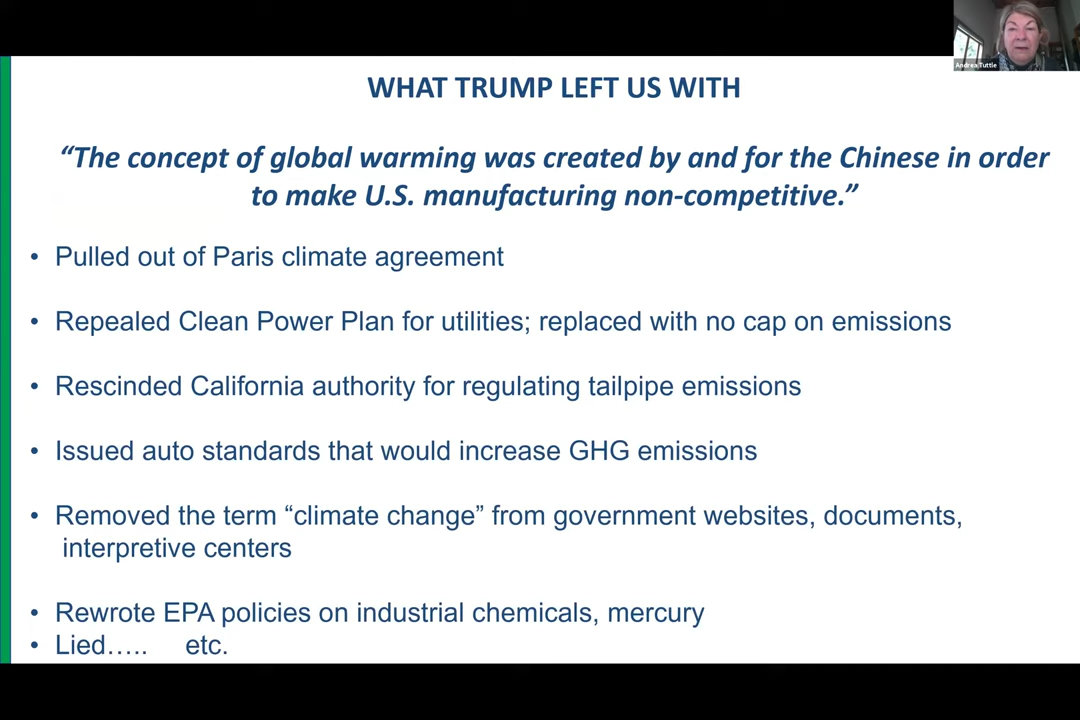 Andrea Tuttle
WHAT TRUMP LEFT US WITH
“The concept of global warming was created by and for the Chinese in order
to make U.S. manufacturing non-competitive.”
• Pulled out of Paris climate agreement
• Repealed Clean Power Plan for utilities; replaced with no cap on emissions
• Rescinded California authority for regulating tailpipe emissions
• Issued auto standards that would increase GHG emissions
• Removed the term “climate change” from government websites, documents,
interpretive centers
• Rewrote EPA policies on industrial chemicals, mercury
• Lied….. etc.